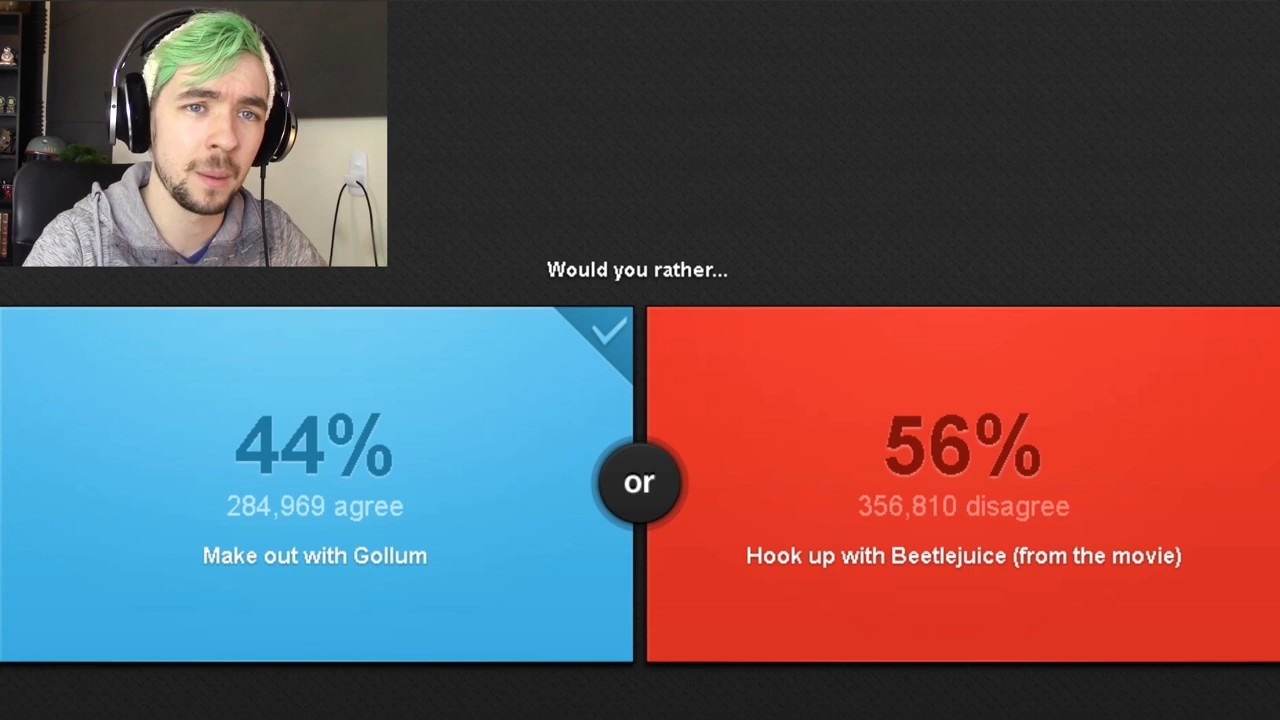 Would you rather...
44%
284,969 agree
Make out with Gollum
or
56%
356,810 disagree
Hook up with Beetlejuice (from the movie)